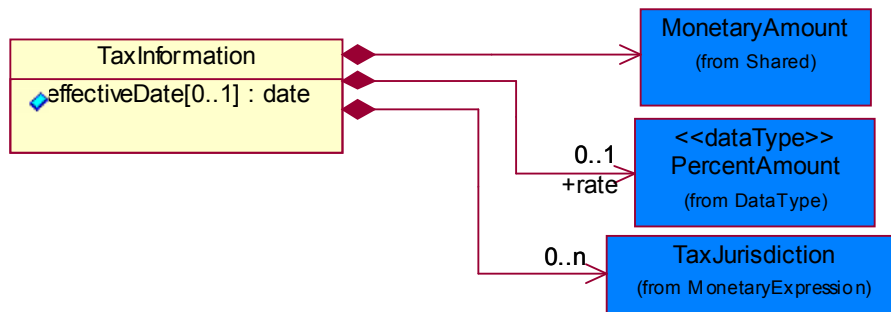 TaxInformation
effectiveDate[0..1] : date
MonetaryAmount
(from Shared)
0..1
+rate
<<dataType>>
PercentAmount
(from DataType)
0..n
TaxJurisdiction
(from MonetaryExpression)